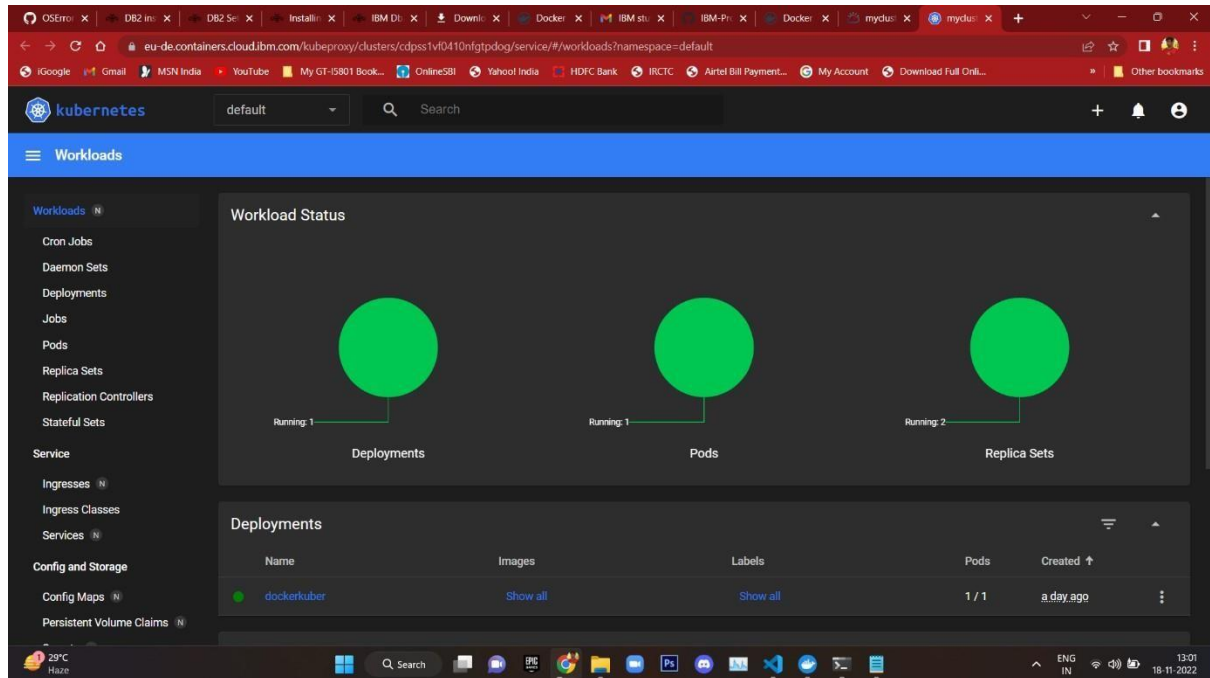 OSError DB2 ins DB2 Se Installin IBM Db Downlo Docker IBM stu IBM-Pro Docker myclust myclust
eu-de.containers.cloud.ibm.com/kubeproxy/clusters/cdpss1vf0410nfgtpdog/service/#/workloads?namespace=default
iGoogle Gmail MSN India YouTube My GT-I5801 Book... OnlineSBI Yahoo! India HDFC Bank IRCTC Airtel Bill Payment... My Account Download Full Onli... » Other bookmarks
kubernetes default Search
Workloads
Workloads N
Cron Jobs
Daemon Sets
Deployments
Jobs
Pods
Replica Sets
Replication Controllers
Stateful Sets
Service
Ingresses N
Ingress Classes
Services N
Config and Storage
Config Maps N
Persistent Volume Claims N
Workload Status
Running: 1 Running: 1 Running: 2
Deployments Pods Replica Sets
Deployments
Name Images Labels Pods Created ↑
dockerkuber Show all Show all 1 / 1 a day ago
1 29°C
Haze
Search
EPIC
Ps
ENG
IN
13:01
18-11-2022